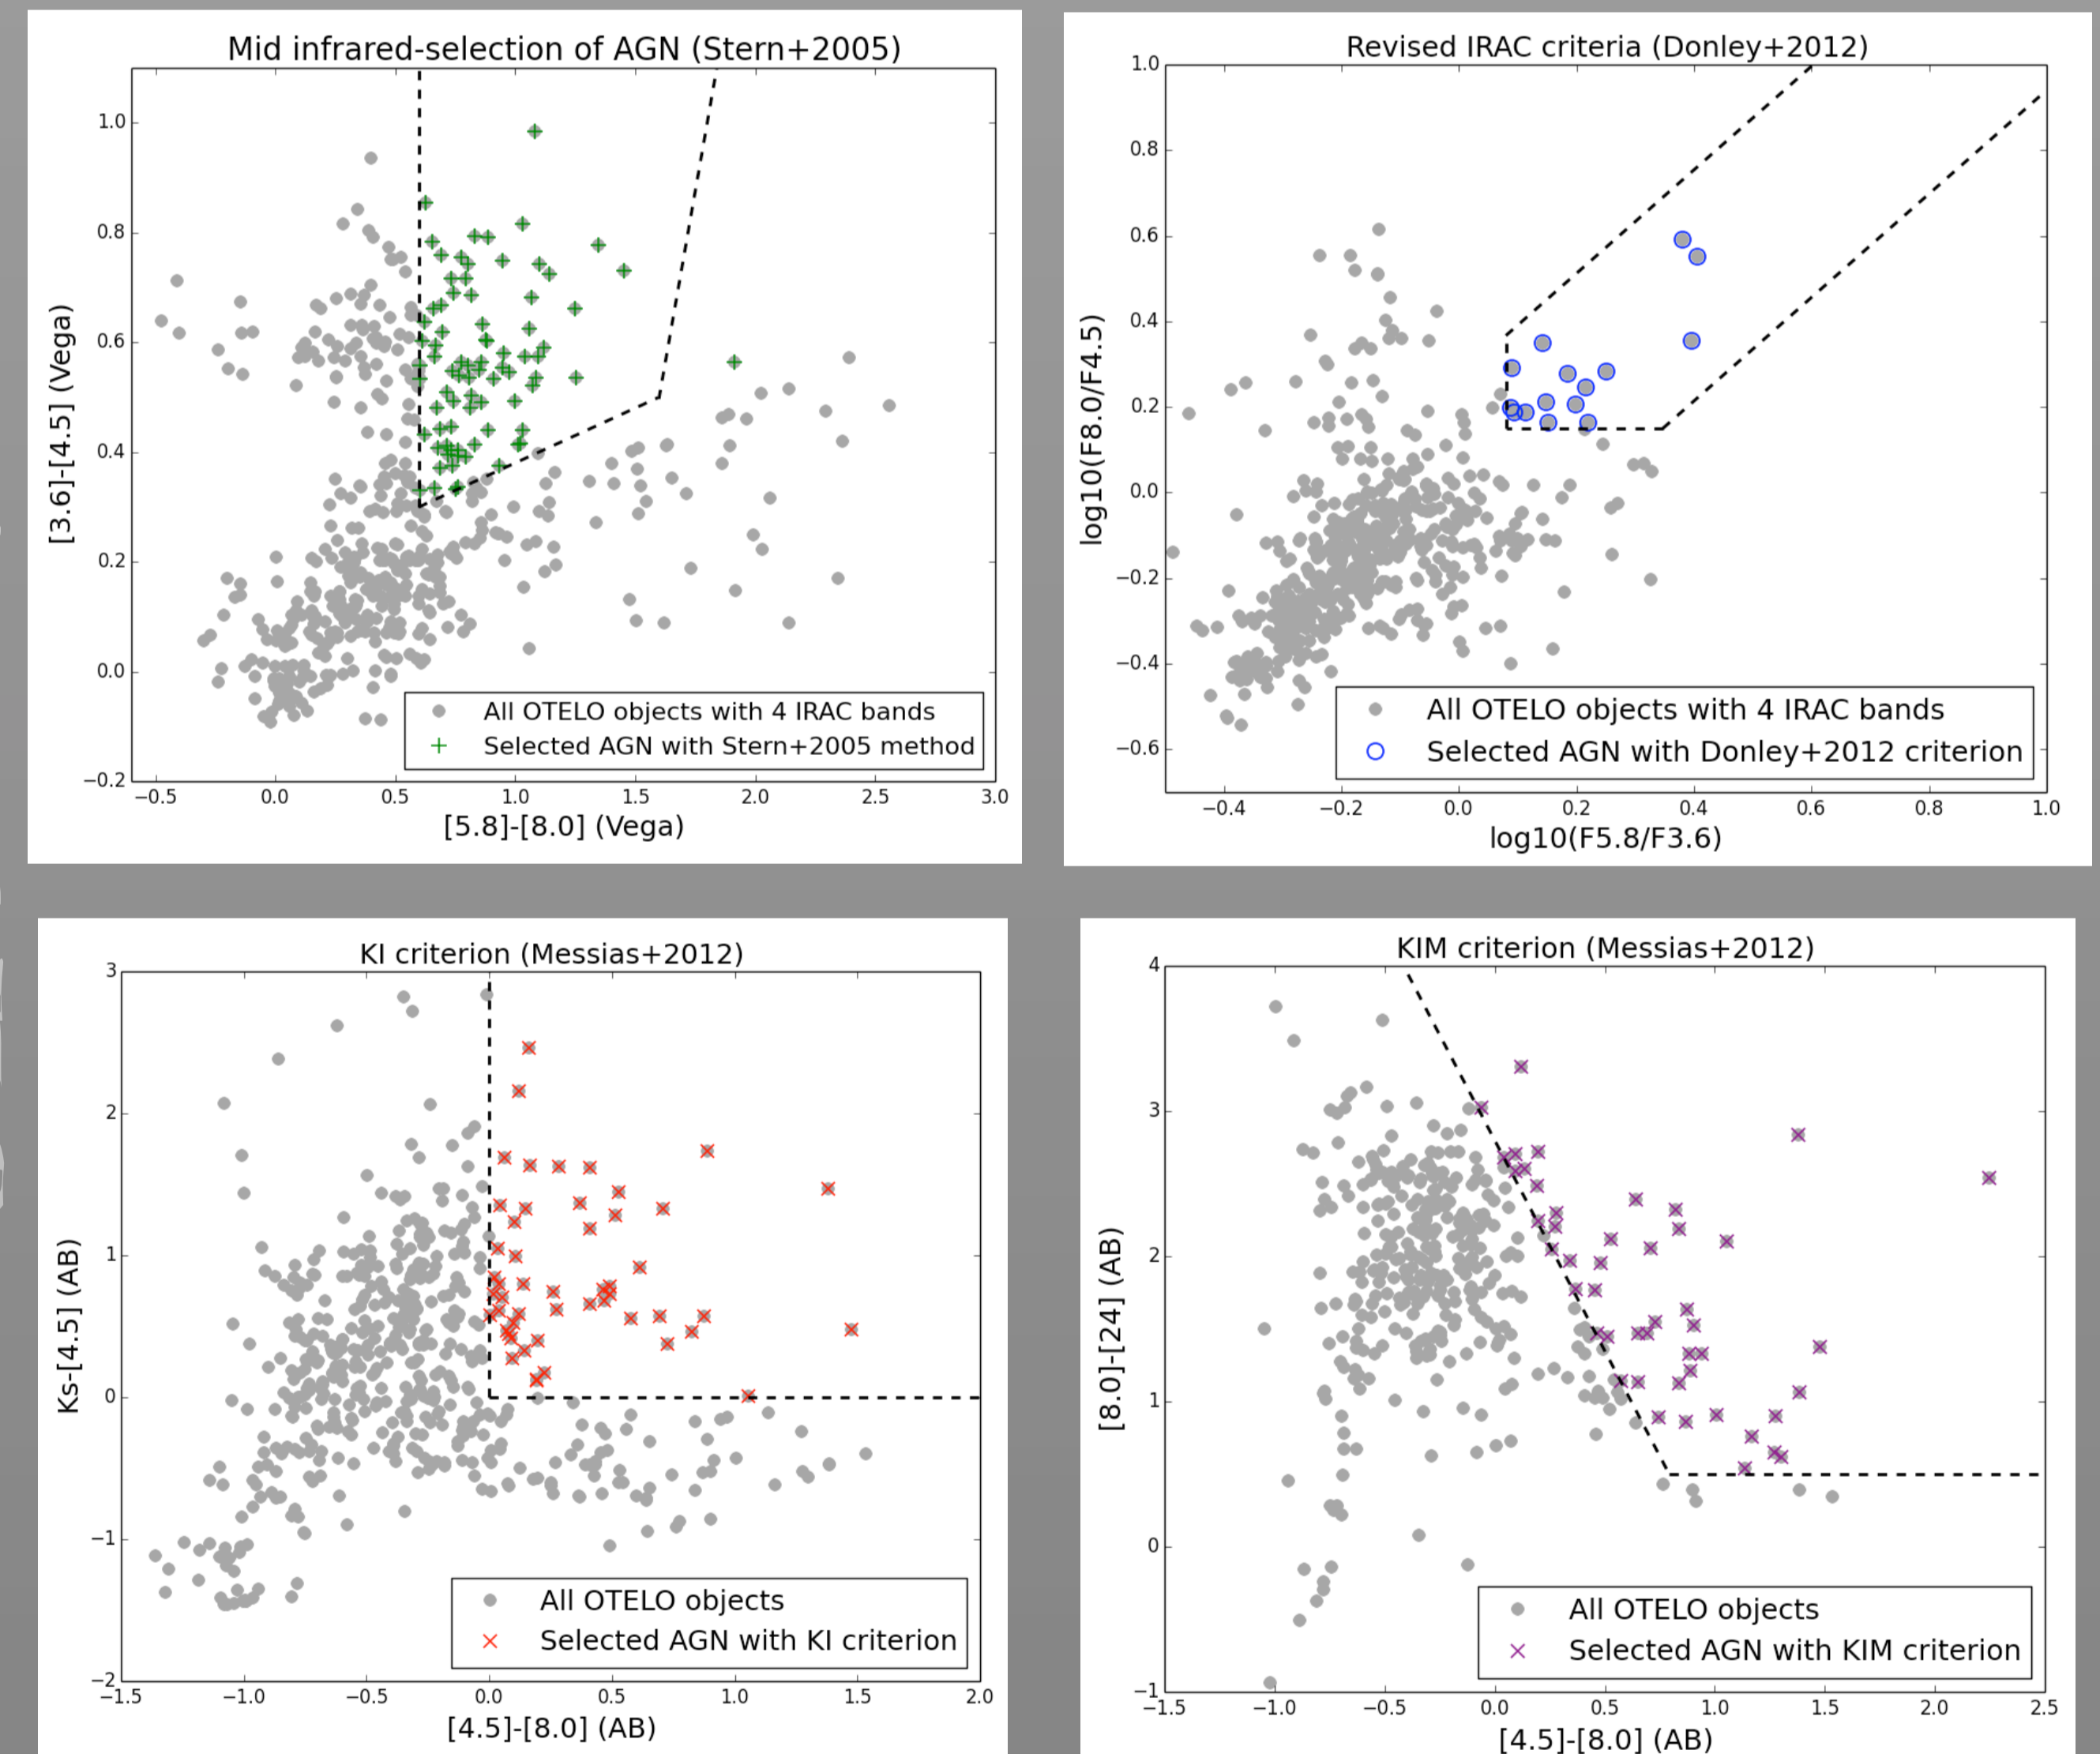 Mid infrared-selection of AGN (Stern+2005)
1.0
0.8
0.6
0.4
0.2
0.0
−0.2
[3.6]-[4.5] (Vega)
All OTELO objects with 4 IRAC bands
Selected AGN with Stern+2005 method
−0.5 0.0 0.5 1.0 1.5 2.0 2.5 3.0
[5.8]-[8.0] (Vega)
Revised IRAC criteria (Donley+2012)
1.0
0.8
0.6
0.4
0.2
0.0
−0.2
−0.4
−0.6
log10(F8.0/F4.5)
All OTELO objects with 4 IRAC bands
Selected AGN with Donley+2012 criterion
−0.4 −0.2 0.0 0.2 0.4 0.6 0.8 1.0
log10(F5.8/F3.6)
KI criterion (Messias+2012)
3
2
1
0
−1
−2
Ks-[4.5] (AB)
All OTELO objects
Selected AGN with KI criterion
−1.5 −1.0 −0.5 0.0 0.5 1.0 1.5 2.0
[4.5]-[8.0] (AB)
KIM criterion (Messias+2012)
4
3
2
1
0
−1
[8.0]-[24] (AB)
All OTELO objects
Selected AGN with KIM criterion
−1.5 −1.0 −0.5 0.0 0.5 1.0 1.5 2.0 2.5
[4.5]-[8.0] (AB)